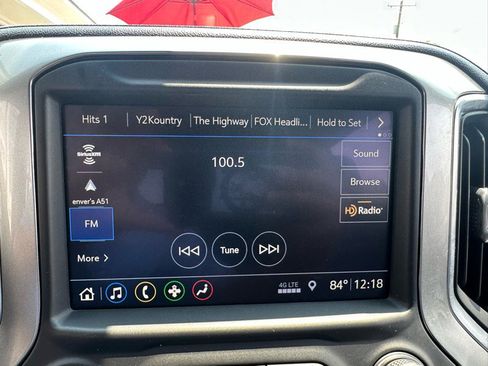 Hits 1
Y2Kountry
The Highway
FOX Headli...
Hold to Set
SiriusXM
100.5
Sound
enver's A51
Browse
FM
HD Radio
Tune
More
4G LTE
84° 12:18